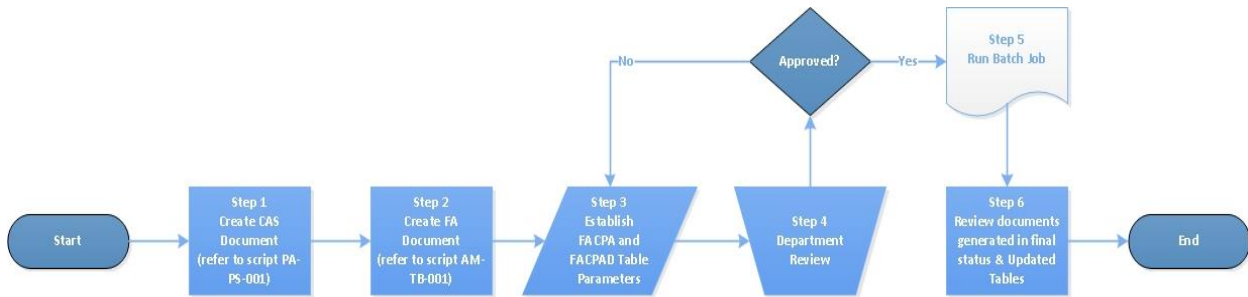 Start
Step 1
Create CAS
Document
(refer to script PA-
PS-001)
Step 2
Create FA
Document
(refer to script AM-
TB-001)
Step 3
Establish
FACPA and
FACPAD Table
Parameters
Step 4
Department
Review
Approved?
No
Yes
Step 5
Run Batch Job
Step 6
Review documents
generated in final
status & Updated
Tables
End